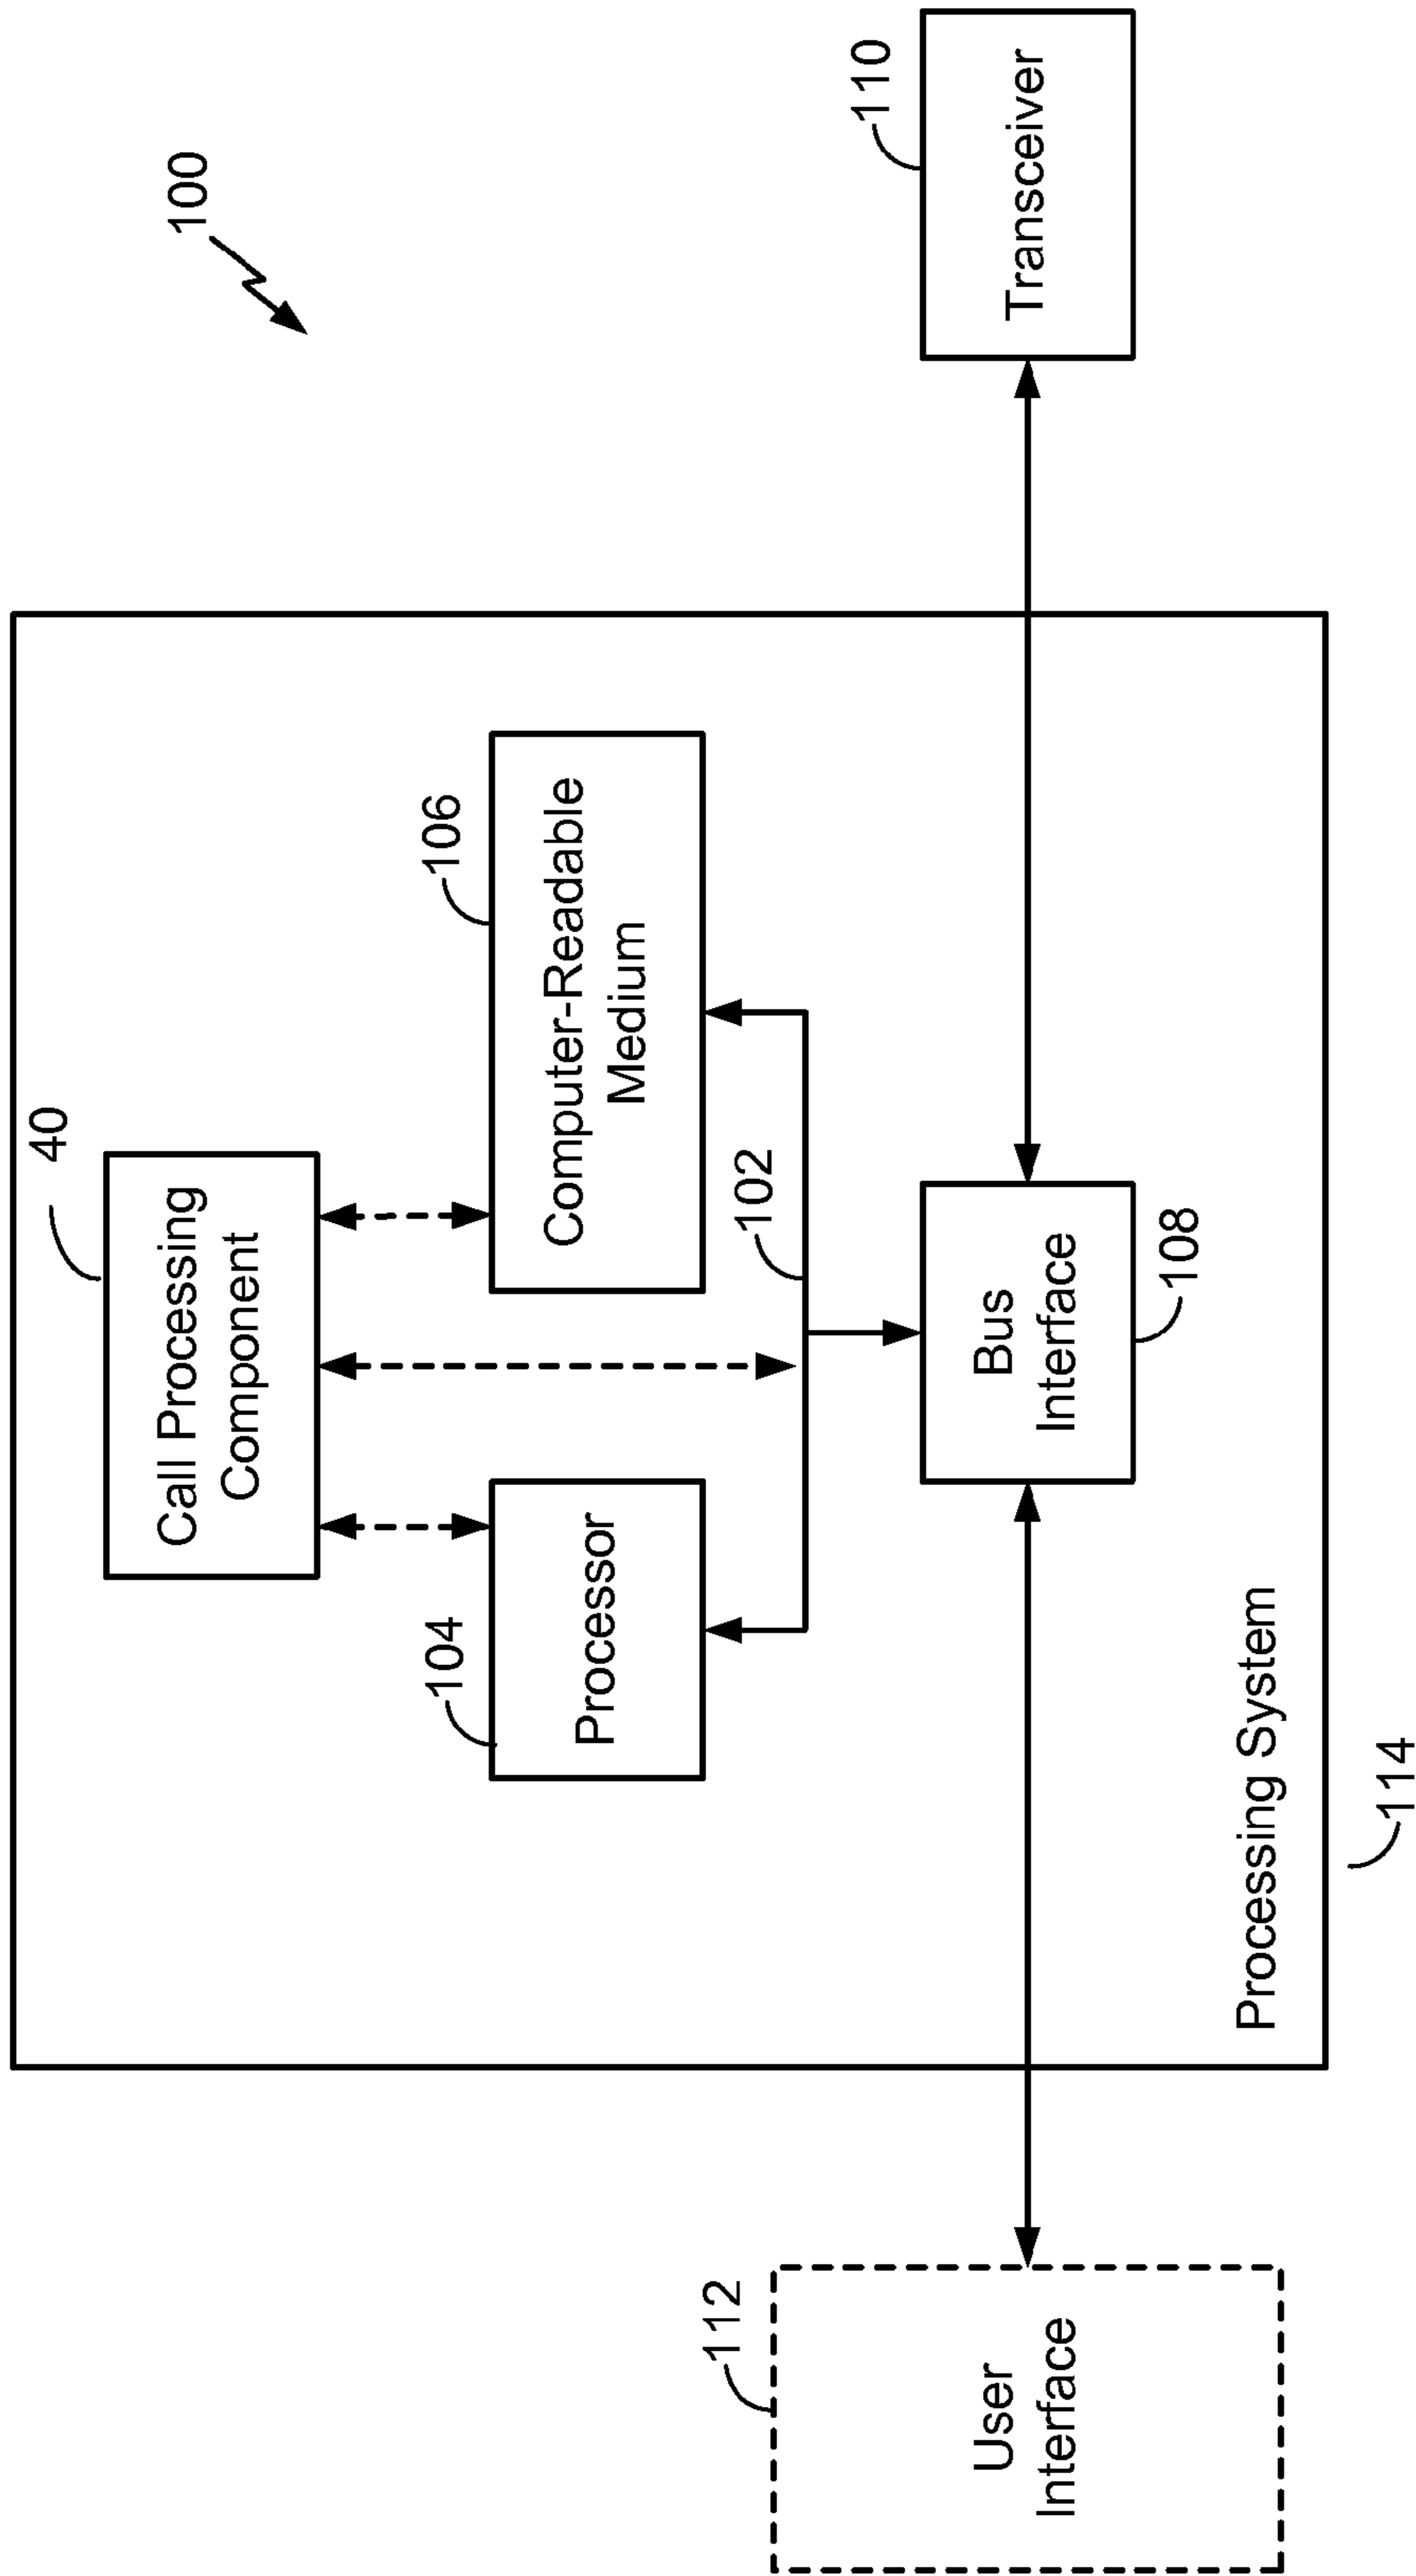 100
40
Call Processing
Component
104
Processor
106
Computer-Readable
Medium
102
112
User
Interface
Bus
Interface
108
110
Transceiver
Processing System
114